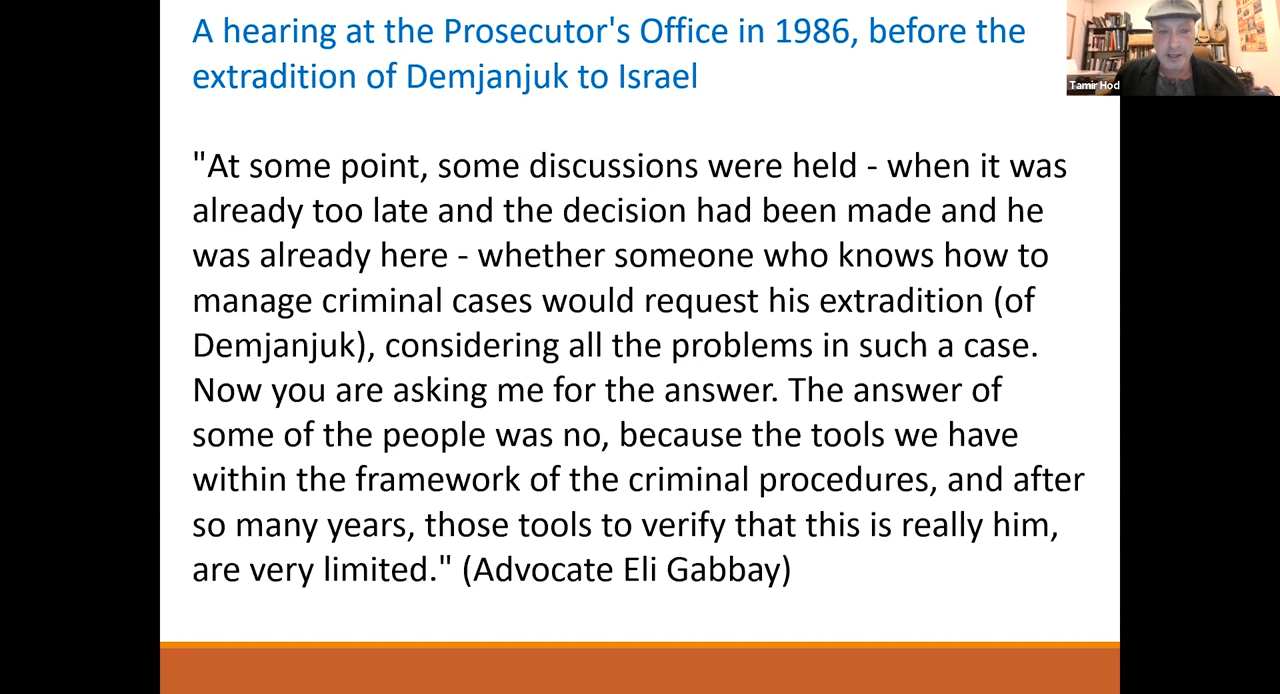 A hearing at the Prosecutor's Office in 1986, before the
extradition of Demjanjuk to Israel
Tamir Hod
"At some point, some discussions were held - when it was
already too late and the decision had been made and he
was already here - whether someone who knows how to
manage criminal cases would request his extradition (of
Demjanjuk), considering all the problems in such a case.
Now you are asking me for the answer. The answer of
some of the people was no, because the tools we have
within the framework of the criminal procedures, and after
so many years, those tools to verify that this is really him,
are very limited." (Advocate Eli Gabbay)